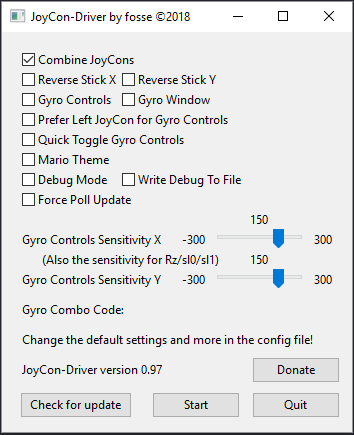 JoyCon-Driver by fosse ©2018
Combine JoyCons
Reverse Stick X Reverse Stick Y
Gyro Controls Gyro Window
Prefer Left JoyCon for Gyro Controls
Quick Toggle Gyro Controls
Mario Theme
Debug Mode Write Debug To File
Force Poll Update
150
Gyro Controls Sensitivity X -300 300
(Also the sensitivity for Rz/sl0/sl1) 150
Gyro Controls Sensitivity Y -300 300
Gyro Combo Code:
Change the default settings and more in the config file!
JoyCon-Driver version 0.97 Donate
Check for update Start Quit